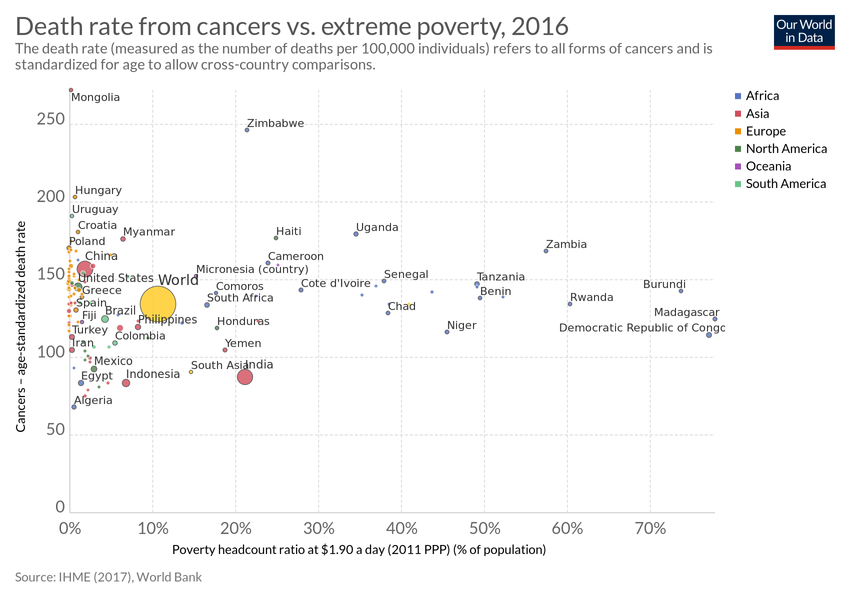 Death rate from cancers vs. extreme poverty, 2016
The death rate (measured as the number of deaths per 100,000 individuals) refers to all forms of cancers and is
standardized for age to allow cross-country comparisons.
Our World
in Data
Africa
Asia
Europe
North America
Oceania
South America
Cancers – age-standardized death rate
250
200
150
100
50
0
Mongolia
Zimbabwe
Hungary
Uruguay
Croatia
Myanmar
Haiti
Uganda
Poland
Zambia
China
Cameroon
Micronesia (country)
United States
World
Senegal
Tanzania
Greece
Comoros
Cote d'Ivoire
Burundi
Spain
South Africa
Benin
Rwanda
Fiji
Brazil
Chad
Madagascar
Philippines
Honduras
Niger
Democratic Republic of Congo
Turkey
Colombia
Iran
Yemen
Mexico
South Asia
India
Egypt
Indonesia
Algeria
0%
10%
20%
30%
40%
50%
60%
70%
Poverty headcount ratio at $1.90 a day (2011 PPP) (% of population)
Source: IHME (2017), World Bank